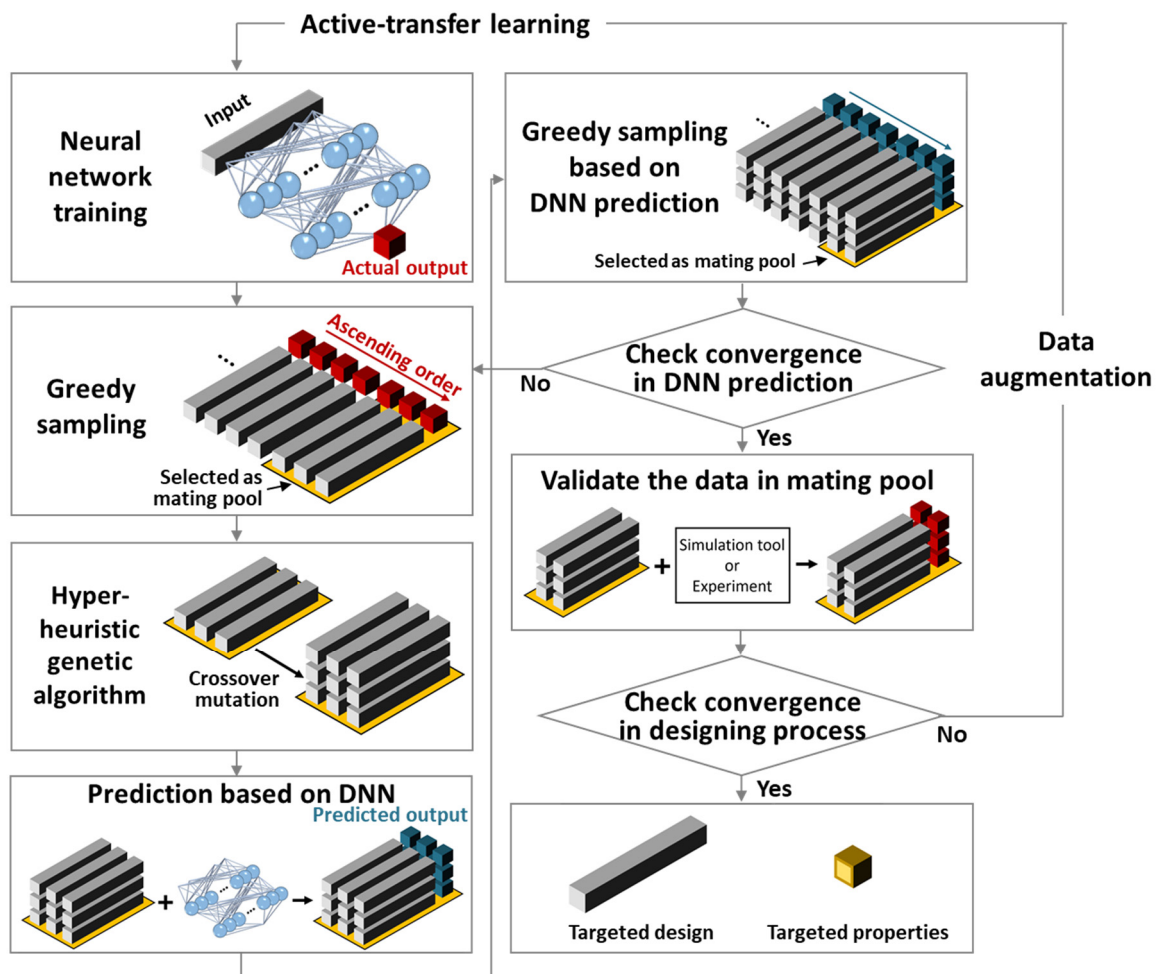 Active-transfer learning
Neural
network
training
Input
Actual output
Greedy
sampling
Ascending order
Selected as
mating pool
Hyper-
heuristic
genetic
algorithm
Crossover
mutation
Prediction based on DNN
Predicted output
Greedy sampling
based on
DNN prediction
Selected as mating pool
Check convergence
in DNN prediction
No
Yes
Data
augmentation
Validate the data in mating pool
Simulation tool
or
Experiment
Check convergence
in designing process
No
Yes
Targeted design
Targeted properties